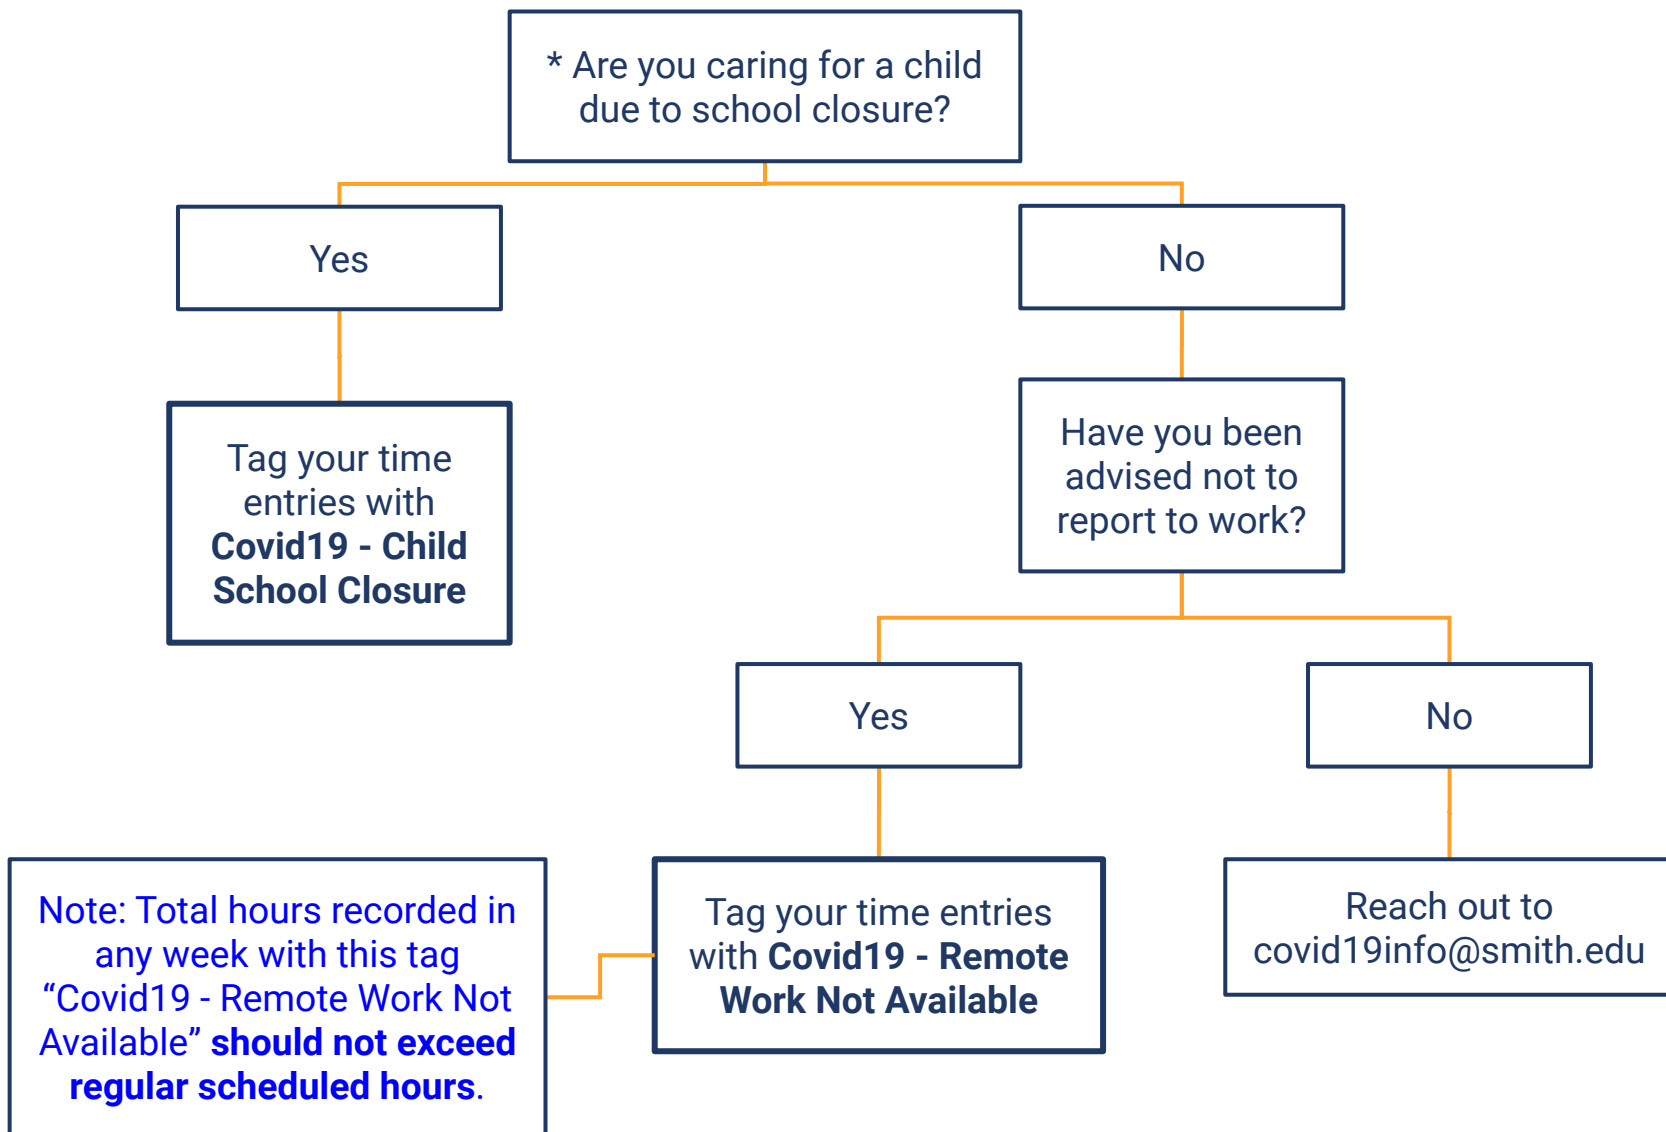 * Are you caring for a child
due to school closure?
Yes
No
Tag your time
entries with
Covid19 - Child
School Closure
Have you been
advised not to
report to work?
Yes
No
Note: Total hours recorded in
any week with this tag
“Covid19 - Remote Work Not
Available” should not exceed
regular scheduled hours.
Tag your time entries
with Covid19 - Remote
Work Not Available
Reach out to
covid19info@smith.edu